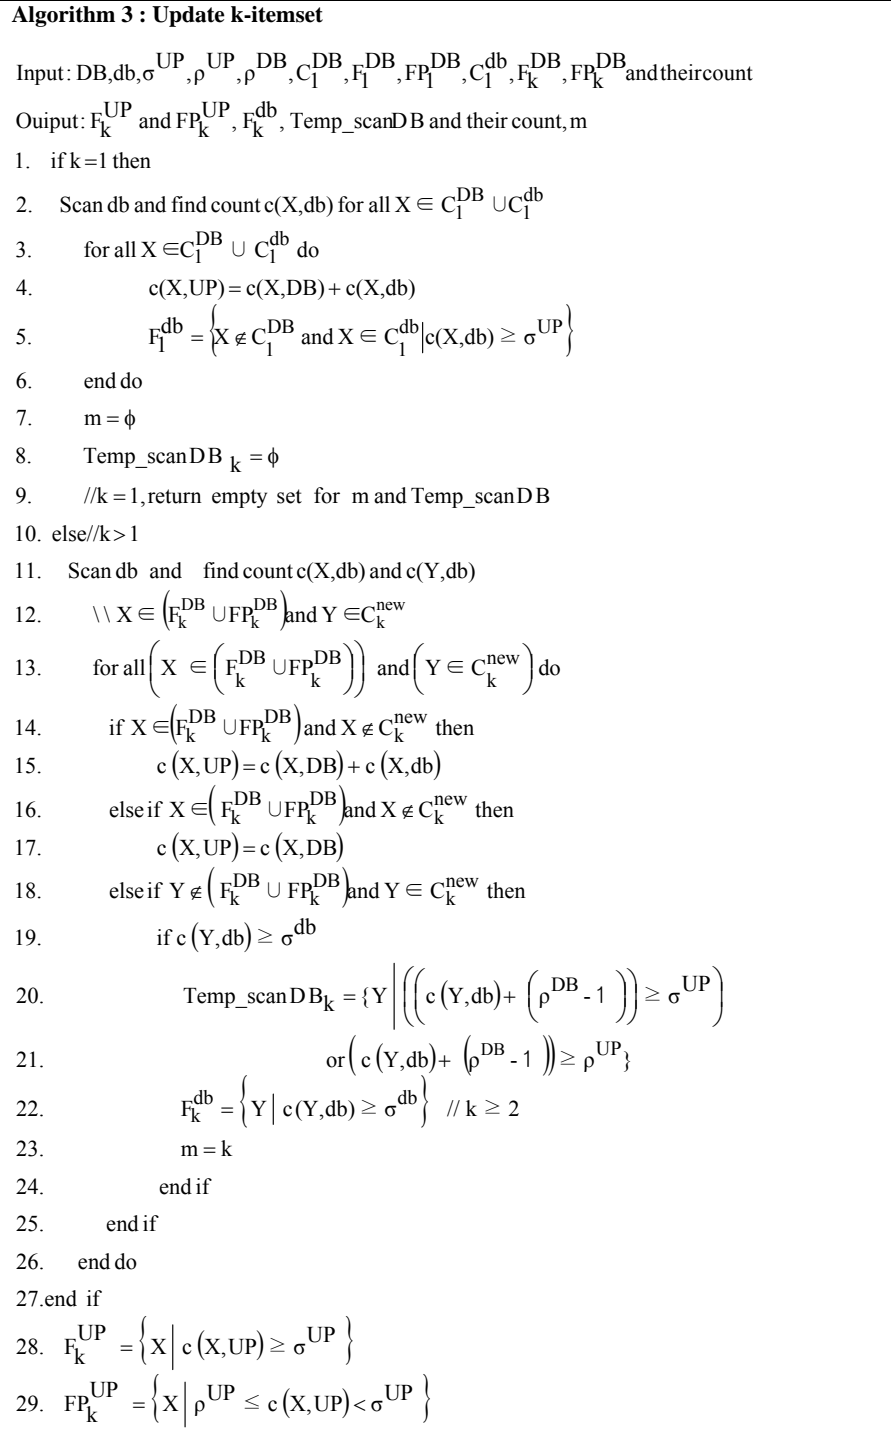 Algorithm 3 : Update k-itemset
Input: DB,db,σ^UP,ρ^UP,ρ^DB,C_1^DB,F_1^DB,FP_1^DB,C_1^db,F_k^DB,FP_k^DB and their count
Ouiput: F_k^UP and FP_k^UP, F_k^db, Temp_scanDB and their count, m
1. if k=1 then
2. Scan db and find count c(X,db) for all X ∈ C_1^DB ∪C_1^db
3. for all X ∈C_1^DB ∪ C_1^db do
4. c(X,UP)= c(X,DB)+ c(X,db)
5. F_1^db = {X ∉ C_1^DB and X ∈ C_1^db|c(X,db) ≥ σ^UP}
6. end do
7. m = ϕ
8. Temp_scanDB_k = ϕ
9. //k = 1, return empty set for m and Temp_scanDB
10. else//k>1
11. Scan db and find count c(X,db) and c(Y,db)
12. \\ X ∈ (F_k^DB ∪FP_k^DB) and Y ∈C_k^new
13. for all(X ∈(F_k^DB ∪FP_k^DB)) and(Y∈ C_k^new) do
14. if X ∈(F_k^DB ∪FP_k^DB) and X ∉ C_k^new then
15. c(X,UP)= c(X,DB)+ c(X,db)
16. else if X ∈( F_k^DB ∪FP_k^DB) and X ∉ C_k^new then
17. c(X,UP)= c(X,DB)
18. else if Y ∉( F_k^DB ∪ FP_k^DB) and Y ∈ C_k^new then
19. if c(Y,db) ≥ σ^db
20. Temp_scanDB_k = {Y|(((c(Y,db)+ (ρ^DB - 1 )) ≥ σ^UP)
21. or( c(Y,db)+ (ρ^DB - 1 )) ≥ ρ^UP}
22. F_k^db = {Y | c(Y,db) ≥ σ^db} // k ≥ 2
23. m = k
24. end if
25. end if
26. end do
27.end if
28. F_k^UP = {X | c(X,UP) ≥ σ^UP }
29. FP_k^UP = {X | ρ^UP ≤ c(X,UP)< σ^UP }